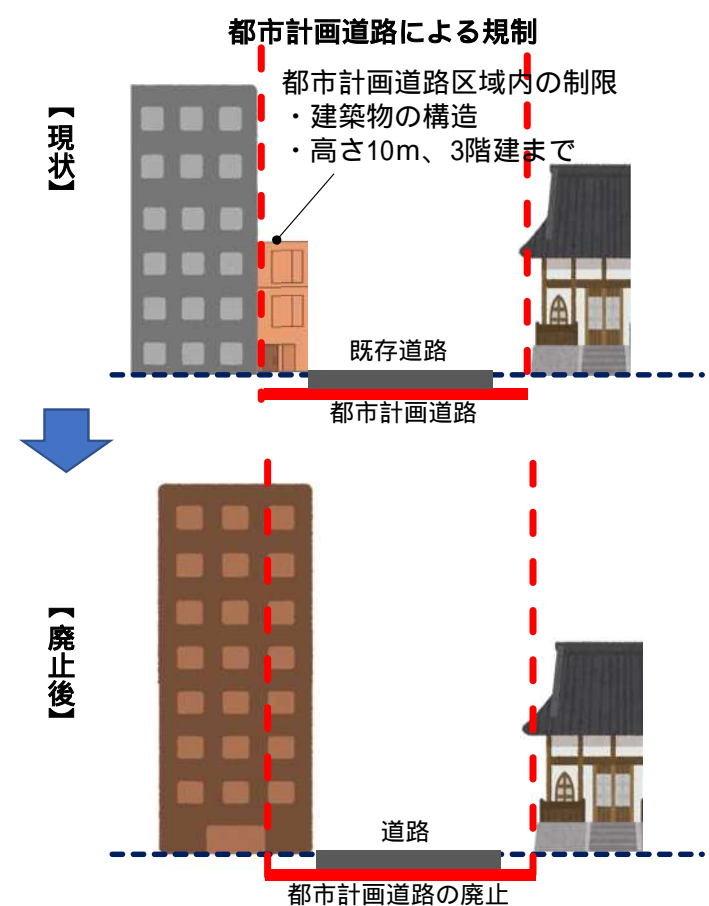 都市計画道路による規制
都市計画道路区域内の制限
・建築物の構造
・高さ10m、3階建まで
【現状】
既存道路
都市計画道路
【廃止後】
道路
都市計画道路の廃止